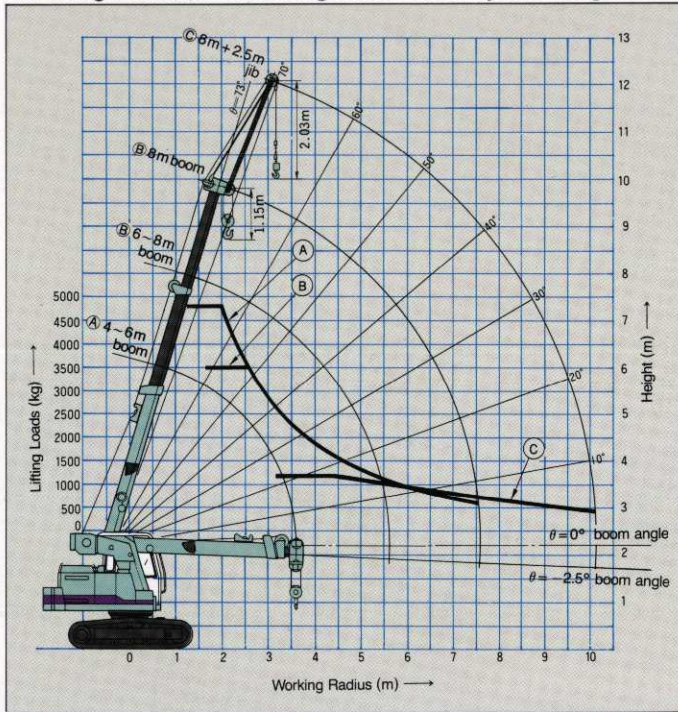 Ⓒ 8m + 2.5m
jib
θ=73°
70°
60°
50°
40°
30°
20°
10°
2.03m
1.15m
Ⓑ 8m boom
Ⓑ 6~8m
boom
Ⓐ 4~6m
boom
A
B
C
13
12
11
10
9
8
7
6
5
4
3
2
1
Height (m) →
5000
4500
4000
3500
3000
2500
2000
1500
1000
500
0
Lifting Loads (kg) →
θ=0° boom angle
θ=−2.5° boom angle
0 1 2 3 4 5 6 7 8 9 10
Working Radius (m) →